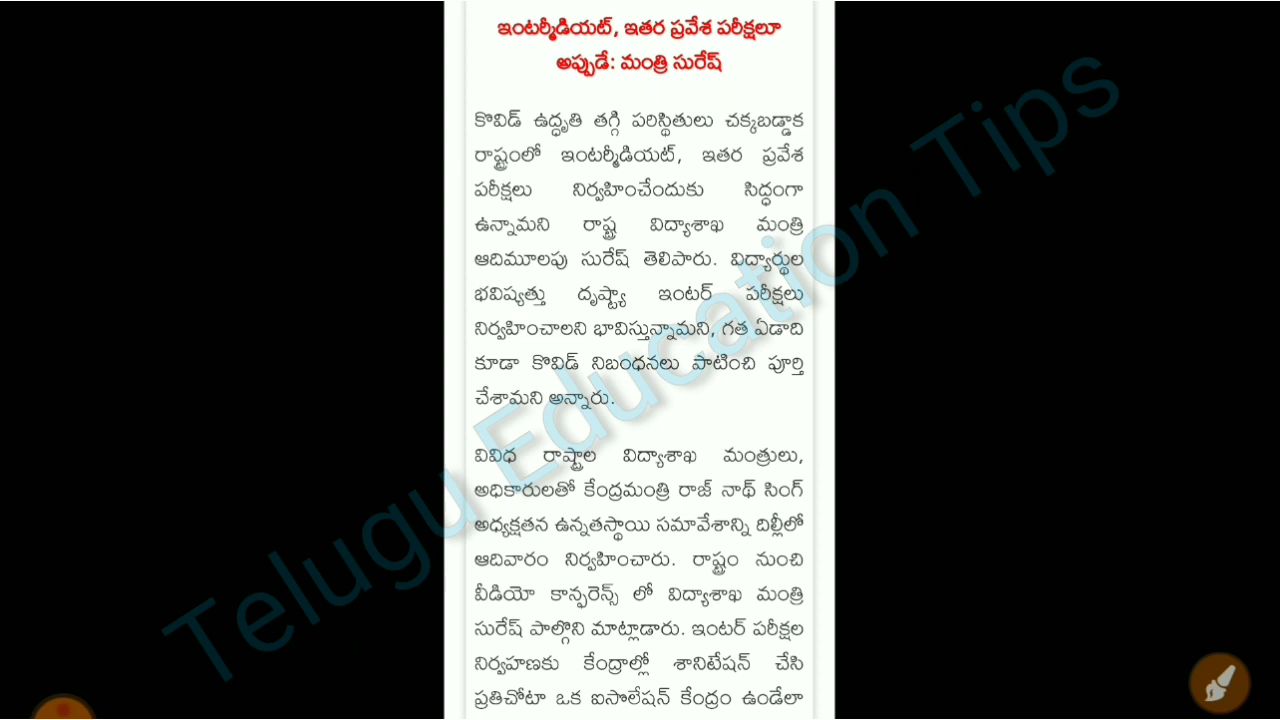 ఇంటర్మీడియట్, ఇతర ప్రవేశ పరీక్షలూ
అప్పుడే: మంత్రి సురేష్
కొవిడ్ ఉద్ధృతి తగ్గి పరిస్థితులు చక్కబడ్డాక
రాష్ట్రంలో ఇంటర్మీడియట్, ఇతర ప్రవేశ
పరీక్షలు నిర్వహించేందుకు సిద్ధంగా
ఉన్నామని రాష్ట్ర విద్యాశాఖ మంత్రి
ఆదిమూలపు సురేష్ తెలిపారు. విద్యార్థుల
భవిష్యత్తు దృష్ట్యా ఇంటర్ పరీక్షలు
నిర్వహించాలని భావిస్తున్నామని, గత ఏడాది
కూడా కొవిడ్ నిబంధనలు పాటించి పూర్తి
చేశామని అన్నారు.
వివిధ రాష్ట్రాల విద్యాశాఖ మంత్రులు,
అధికారులతో కేంద్రమంత్రి రాజ్ నాథ్ సింగ్
అధ్యక్షతన ఉన్నతస్థాయి సమావేశాన్ని దిల్లీలో
ఆదివారం నిర్వహించారు. రాష్ట్రం నుంచి
వీడియో కాన్ఫరెన్స్ లో విద్యాశాఖ మంత్రి
సురేష్ పాల్గొని మాట్లాడారు. ఇంటర్ పరీక్షల
నిర్వహణకు కేంద్రాల్లో శానిటేషన్ చేసి
ప్రతిచోటా ఒక ఐసొలేషన్ కేంద్రం ఉండేలా
Telugu Education Tips